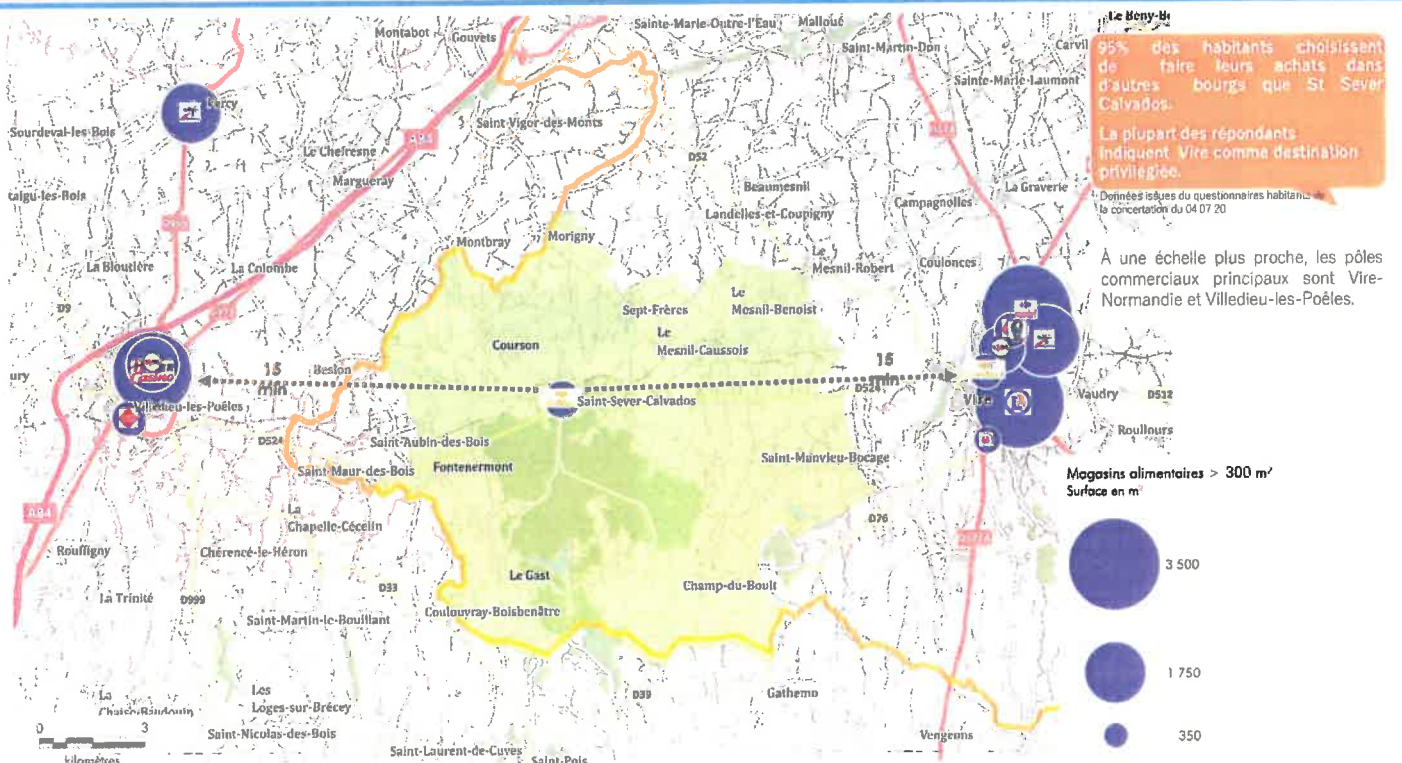 Montabot
Gouvets
Sainte-Marie-Outre-l'Eau
Malloué
Saint-Martin-Don
Sainte-Marie-Laumont
Percy
Sourdeval-les-Bois
Saint-Vigor-des-Monts
A84
Le Chefresne
Margueray
D52
Beaumesnil
Landelles-et-Coupigny
Campagnolles
La Graverie
Montbray
Morigny
La Bloutière
La Colombe
Le
Mesnil-Robert
Coulonces
D9
Sept-Frères
Le
Mesnil-Benoist
Le
Mesnil-Caussois
Courson
15
min
Beslon
15
min
Saint-Sever-Calvados
D524
Vire
Vaudry
D512
Villedieu-les-Poêles
Roullours
D524
Saint-Aubin-des-Bois
Saint-Maur-des-Bois
Fontenermont
Saint-Manvieu-Bocage
A84
La
Chapelle-Cécelin
D76
Rouffigny
Chérencé-le-Héron
Le Gast
Champ-du-Boult
D33
La Trinité
D999
Coulouvray-Boisbenâtre
Saint-Martin-le-Bouillant
D39
Gathemo
La
Chaise-Baudouin
Les
Loges-sur-Brécey
Saint-Nicolas-des-Bois
Vengeons
Saint-Laurent-de-Cuves
Saint-Pois
0 3
kilomètres
95% des habitants choisissent
de faire leurs achats dans
d'autres bourgs que St Sever
Calvados.
La plupart des répondants
indiquent Vire comme destination
privilégiée.
Données issues du questionnaires habitants de
la concertation du 04 07 20
À une échelle plus proche, les pôles
commerciaux principaux sont Vire-
Normandie et Villedieu-les-Poêles.
Magasins alimentaires > 300 m²
Surface en m²
3 500
1 750
350